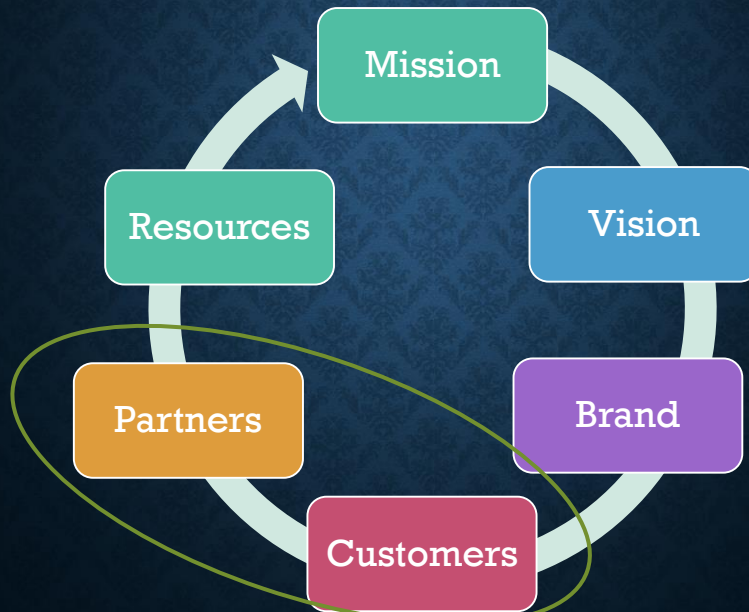 Mission
Vision
Brand
Customers
Partners
Resources